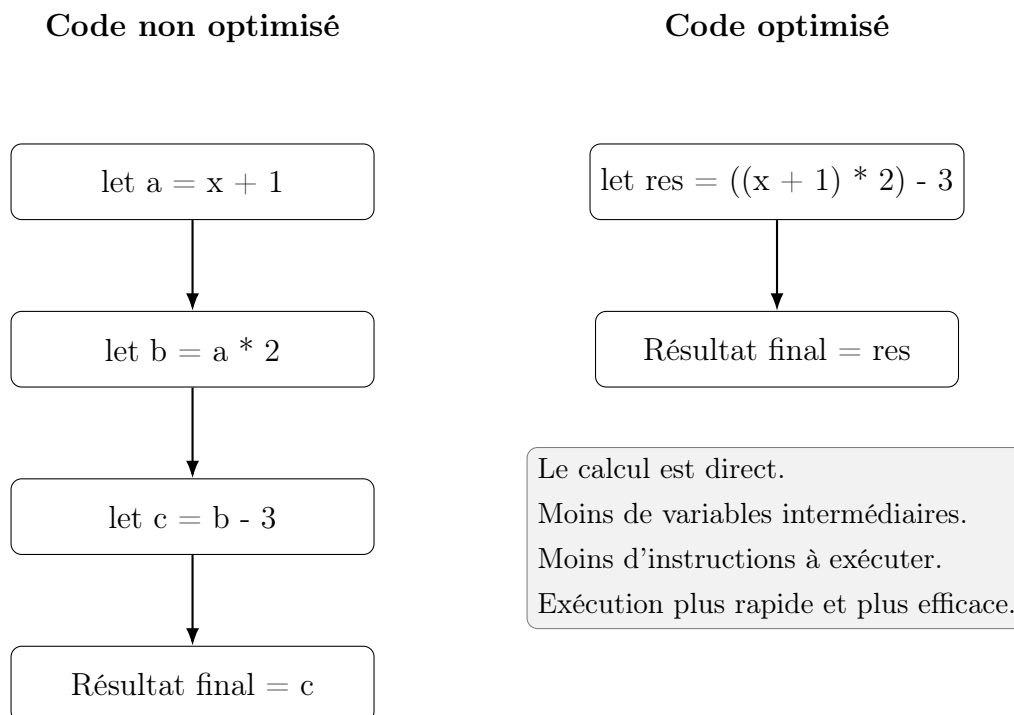 Code non optimisé
let a = x + 1
let b = a * 2
let c = b - 3
Résultat final = c
Code optimisé
let res = ((x + 1) * 2) - 3
Résultat final = res
Le calcul est direct.
Moins de variables intermédiaires.
Moins d'instructions à exécuter.
Exécution plus rapide et plus efficace.